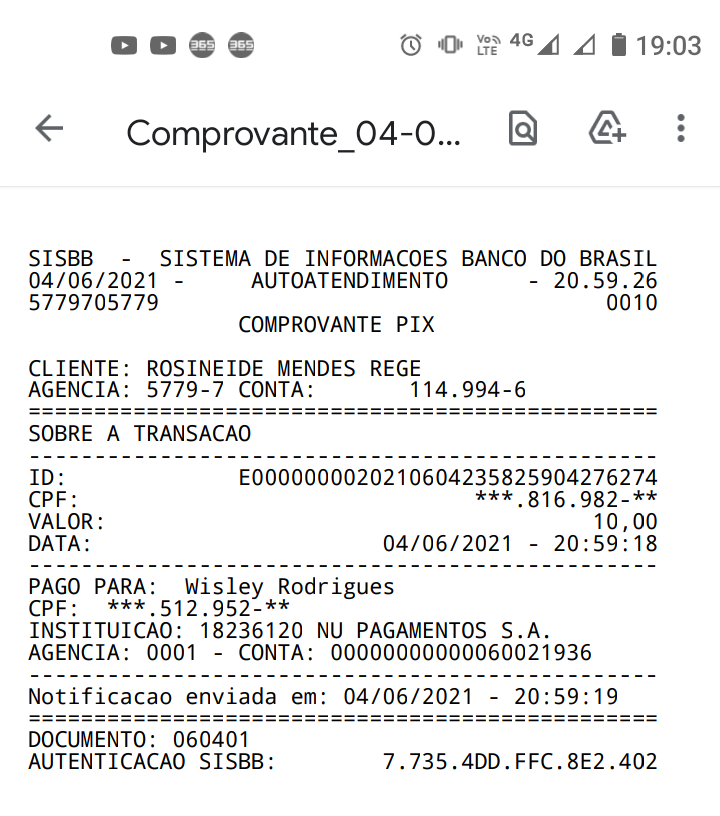 365 365 Vo LTE 4G 19:03
Comprovante_04-0...
SISBB - SISTEMA DE INFORMACOES BANCO DO BRASIL
04/06/2021 - AUTOATENDIMENTO - 20.59.26
5779705779 0010
COMPROVANTE PIX
CLIENTE: ROSINEIDE MENDES REGE
AGENCIA: 5779-7 CONTA: 114.994-6
================================================
SOBRE A TRANSACAO
------------------------------------------------
ID: E0000000020210604235825904276274
CPF: ***.816.982-**
VALOR: 10,00
DATA: 04/06/2021 - 20:59:18
------------------------------------------------
PAGO PARA: Wisley Rodrigues
CPF: ***.512.952-**
INSTITUICAO: 18236120 NU PAGAMENTOS S.A.
AGENCIA: 0001 - CONTA: 00000000000060021936
------------------------------------------------
Notificacao enviada em: 04/06/2021 - 20:59:19
================================================
DOCUMENTO: 060401
AUTENTICACAO SISBB: 7.735.4DD.FFC.8E2.402